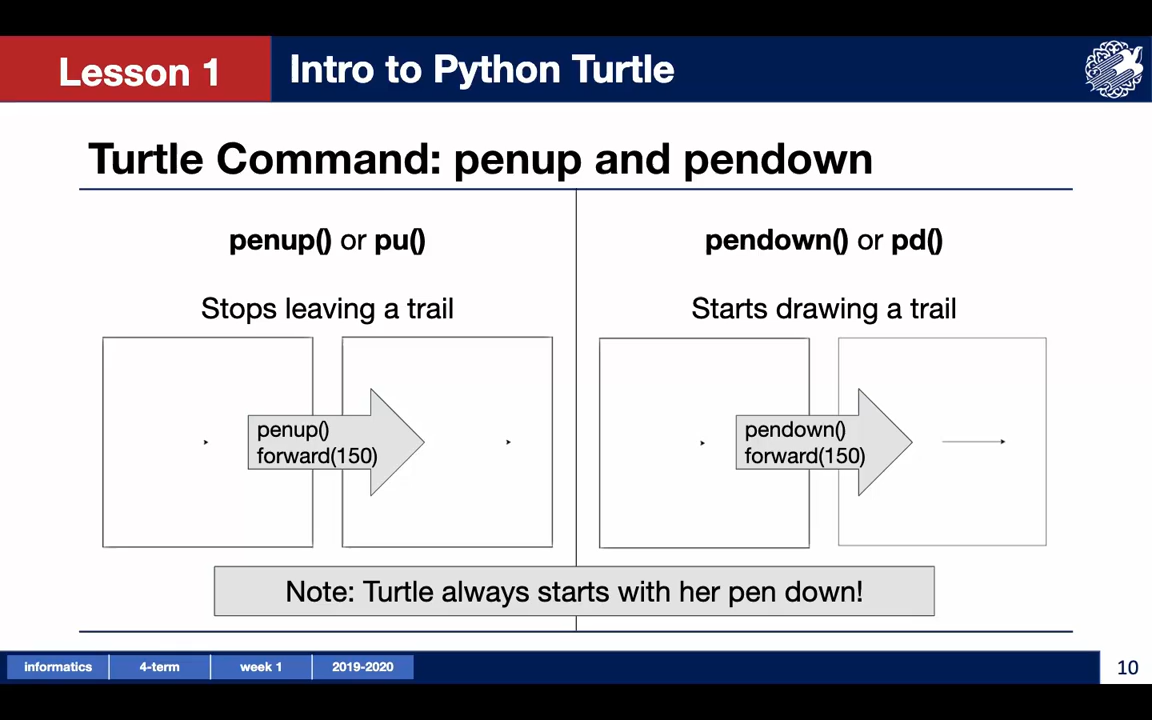 Lesson 1
Intro to Python Turtle
Turtle Command: penup and pendown
penup() or pu()
Stops leaving a trail
penup()
forward(150)
pendown() or pd()
Starts drawing a trail
pendown()
forward(150)
Note: Turtle always starts with her pen down!
informatics
4-term
week 1
2019-2020
10